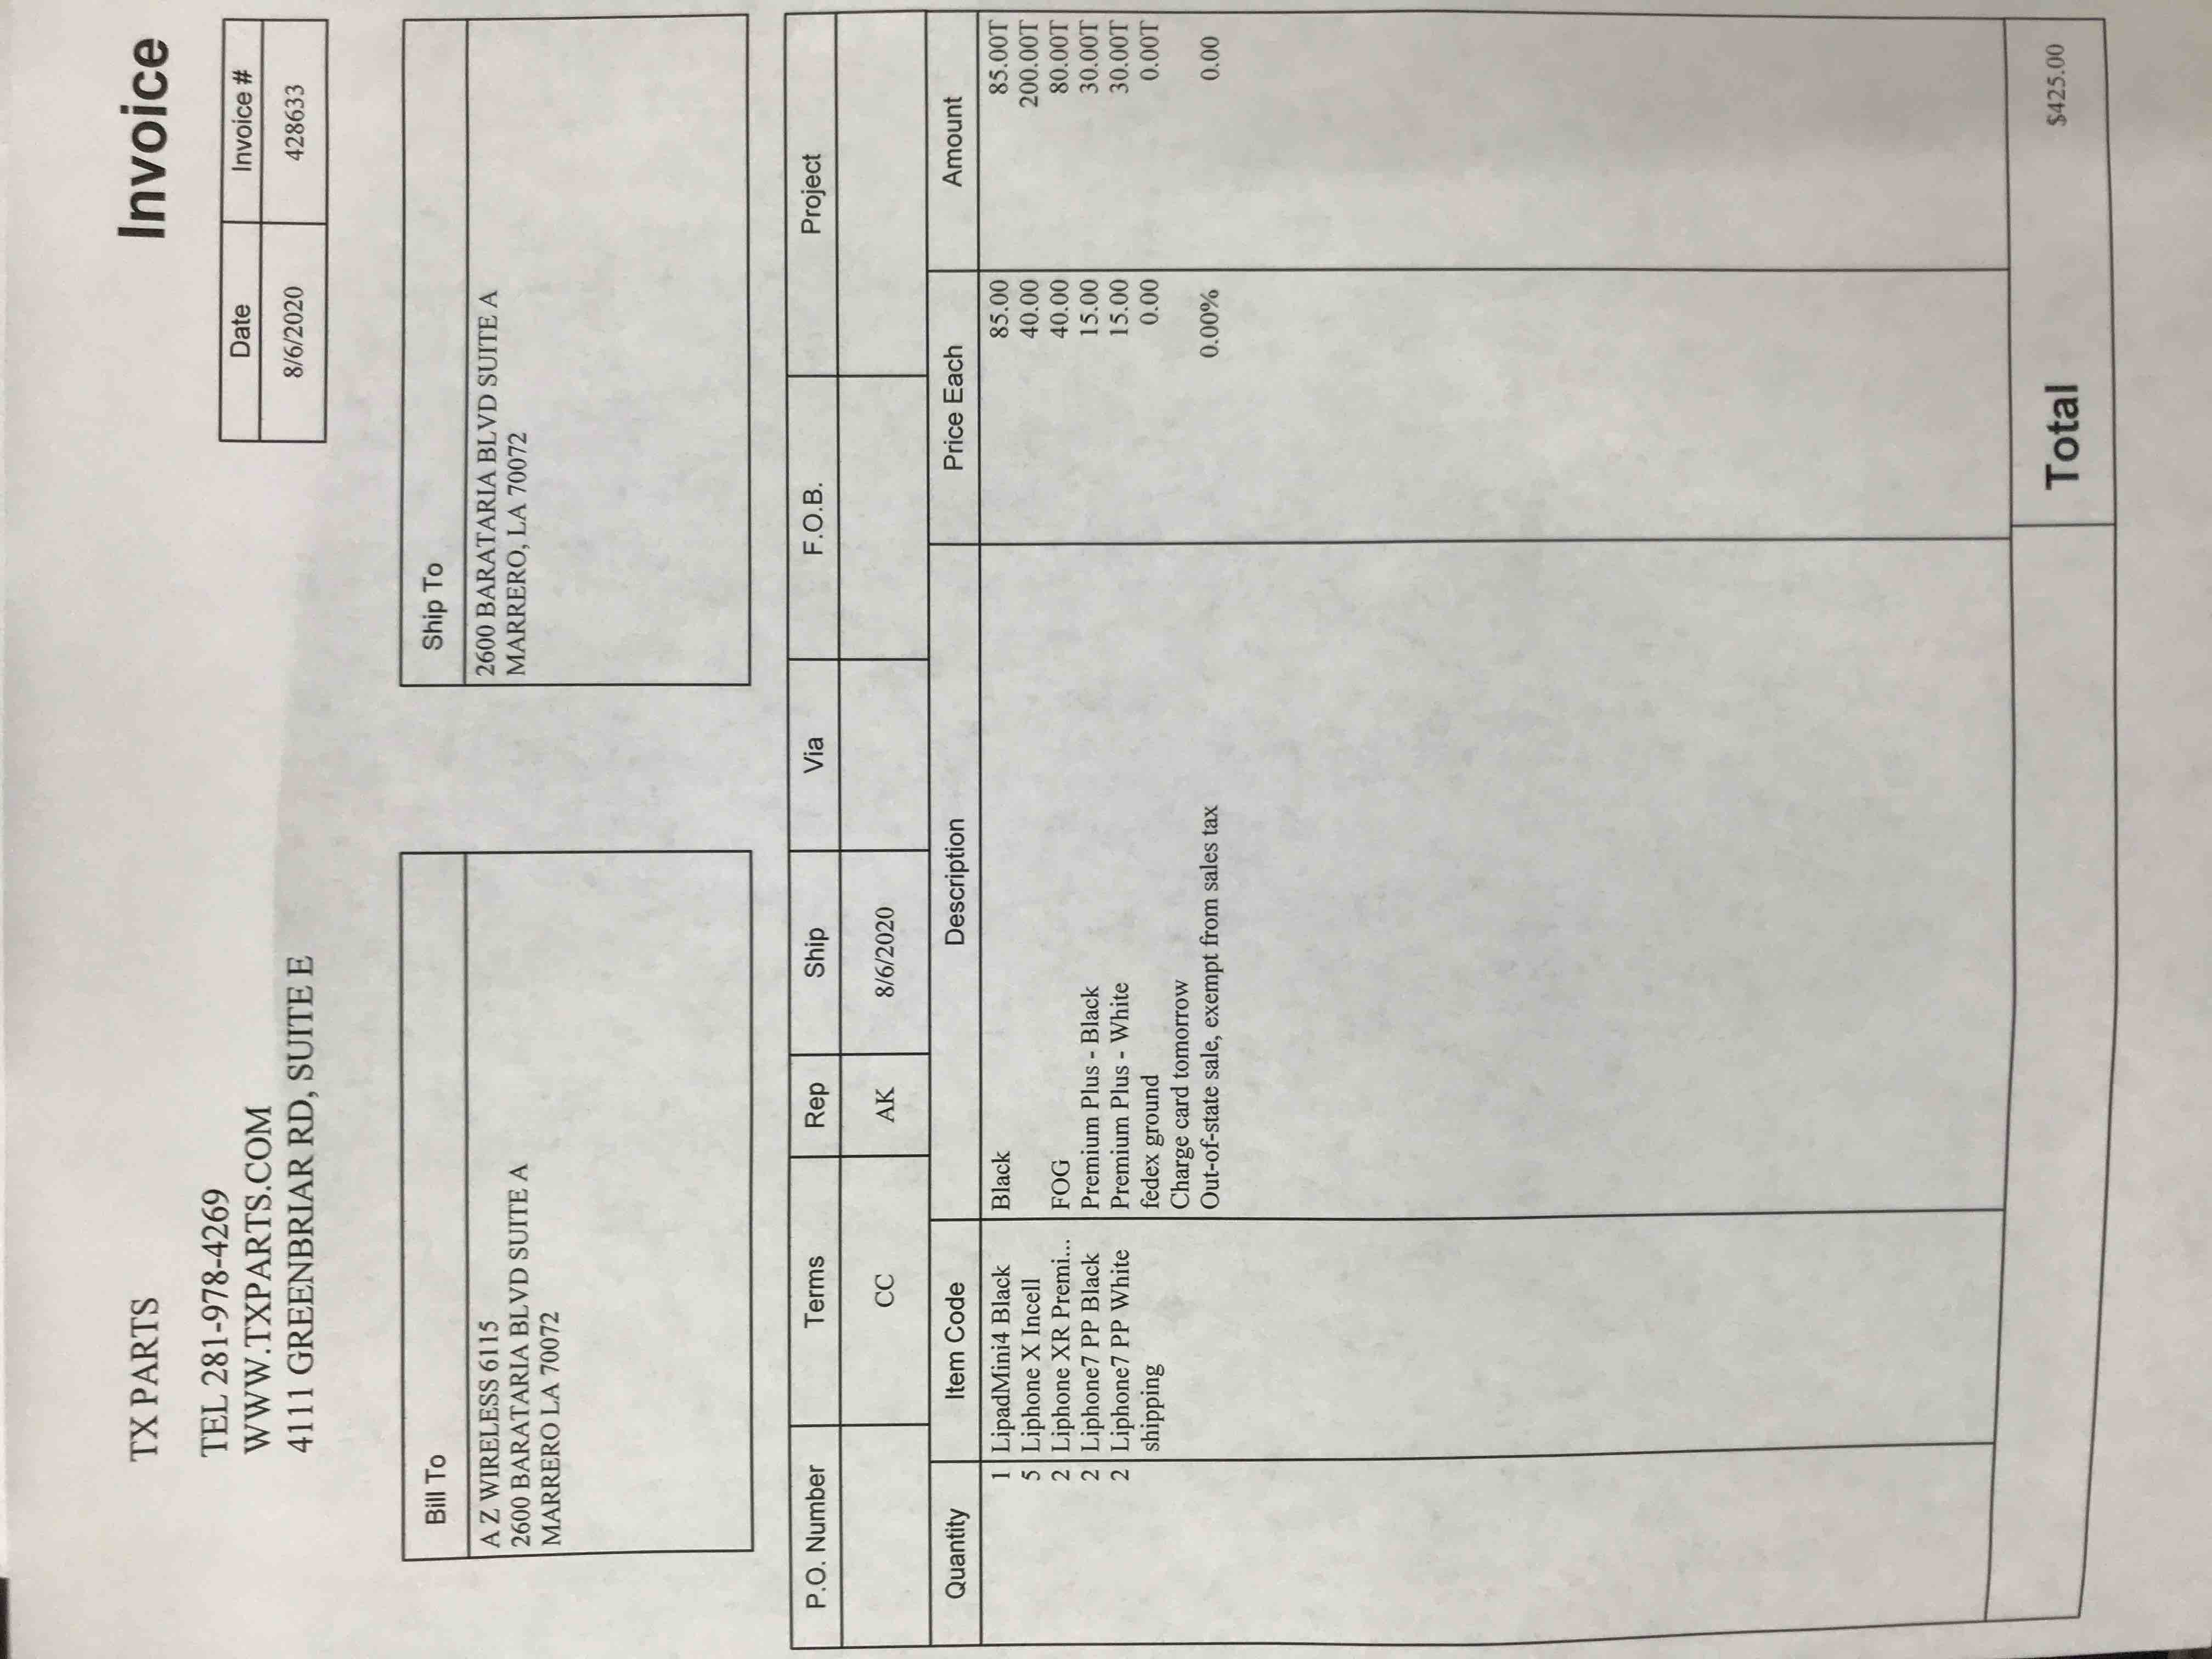 TX PARTS
Invoice
TEL 281-978-4269
WWW.TXPARTS.COM
4111 GREENBRIAR RD, SUITE E
Date Invoice #
8/6/2020 428633
Bill To
A Z WIRELESS 6115
2600 BARATARIA BLVD SUITE A
MARRERO LA 70072
Ship To
2600 BARATARIA BLVD SUITE A
MARRERO, LA 70072
P.O. Number Terms Rep Ship Via F.O.B. Project
CC AK 8/6/2020
Quantity Item Code Description Price Each Amount
1 LipadMini4 Black Black 85.00 85.00T
5 Liphone X Incell 40.00 200.00T
2 Liphone XR Premi... FOG 40.00 80.00T
2 Liphone7 PP Black Premium Plus - Black 15.00 30.00T
2 Liphone7 PP White Premium Plus - White 15.00 30.00T
shipping fedex ground 0.00 0.00T
Charge card tomorrow
Out-of-state sale, exempt from sales tax 0.00% 0.00
Total $425.00